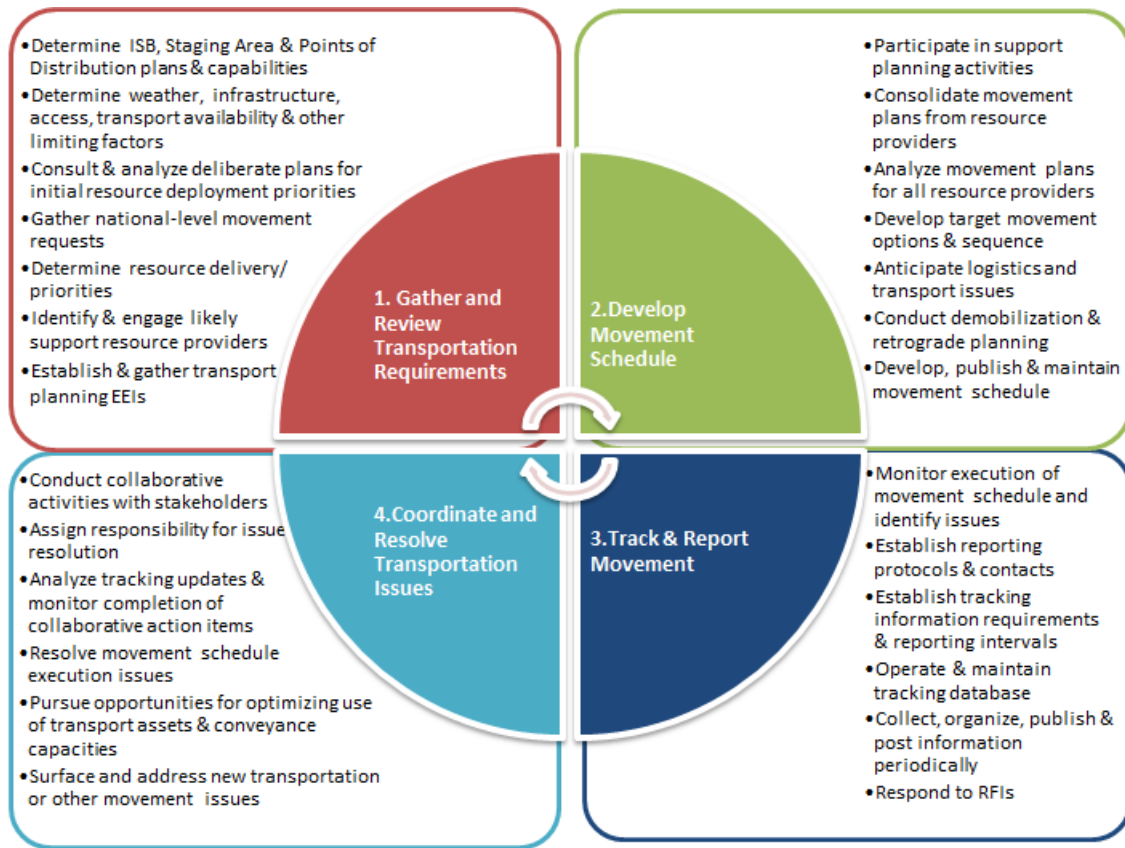 •Determine ISB, Staging Area & Points of
Distribution plans & capabilities
•Determine weather, infrastructure,
access, transport availability & other
limiting factors
•Consult & analyze deliberate plans for
initial resource deployment priorities
•Gather national-level movement
requests
•Determine resource delivery/
priorities
•Identify & engage likely
support resource providers
•Establish & gather transport
planning EEIs
1. Gather and
Review
Transportation
Requirements
2.Develop
Movement
Schedule
•Participate in support
planning activities
•Consolidate movement
plans from resource
providers
•Analyze movement plans
for all resource providers
•Develop target movement
options & sequence
•Anticipate logistics and
transport issues
•Conduct demobilization &
retrograde planning
•Develop, publish & maintain
movement schedule
•Conduct collaborative
activities with stakeholders
•Assign responsibility for issue
resolution
•Analyze tracking updates &
monitor completion of
collaborative action items
•Resolve movement schedule
execution issues
•Pursue opportunities for optimizing use
of transport assets & conveyance
capacities
•Surface and address new transportation
or other movement issues
4.Coordinate and
Resolve
Transportation
Issues
3.Track & Report
Movement
•Monitor execution of
movement schedule and
identify issues
•Establish reporting
protocols & contacts
•Establish tracking
information requirements
& reporting intervals
•Operate & maintain
tracking database
•Collect, organize, publish &
post information
periodically
•Respond to RFIs